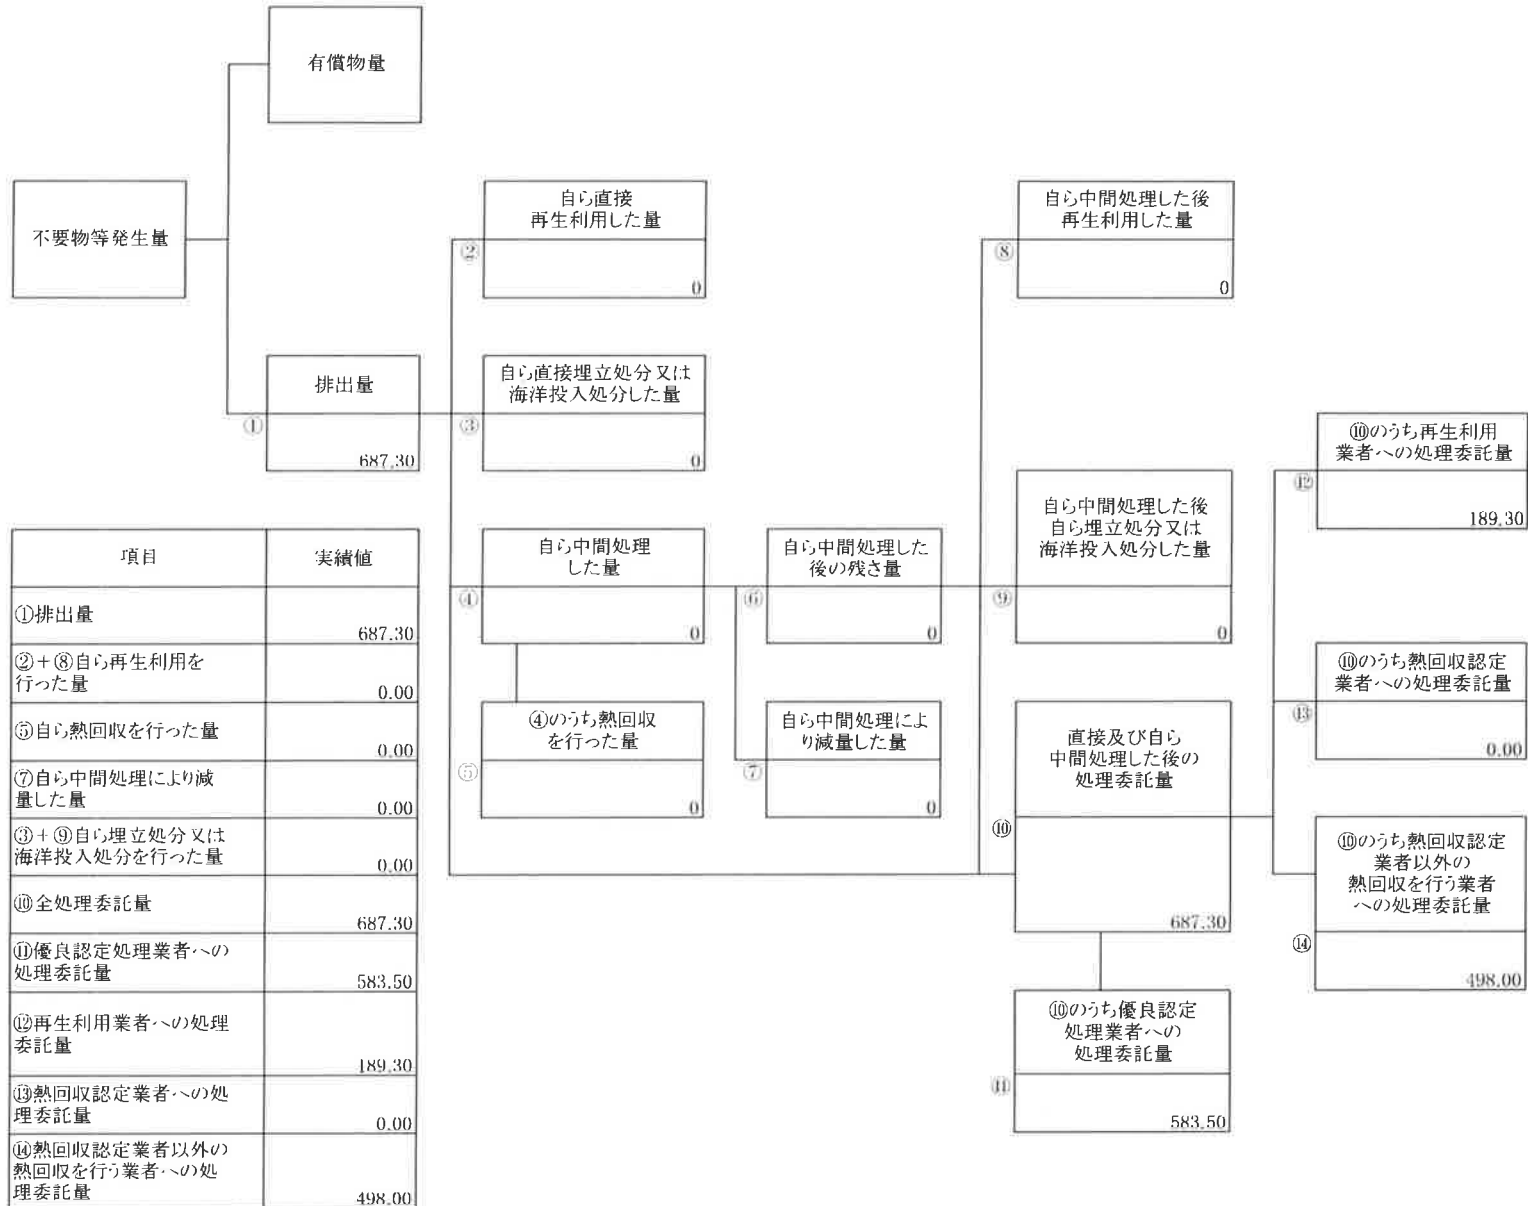 有償物量
不要物等発生量
自ら直接
再生利用した量
②
0
自ら中間処理した後
再生利用した量
⑧
0
排出量
①
687.30
自ら直接埋立処分又は
海洋投入処分した量
③
0
⑩のうち再生利用
業者への処理委託量
⑫
189.30
自ら中間処理した後
自ら埋立処分又は
海洋投入処分した量
⑨
0
自ら中間処理
した量
④
0
自ら中間処理した
後の残さ量
⑥
0
⑩のうち熱回収認定
業者への処理委託量
⑬
0.00
④のうち熱回収
を行った量
⑤
0
自ら中間処理によ
り減量した量
⑦
0
直接及び自ら
中間処理した後の
処理委託量
⑩
687.30
⑩のうち熱回収認定
業者以外の
熱回収を行う業者
への処理委託量
⑭
498.00
⑩のうち優良認定
処理業者への
処理委託量
⑪
583.50
項目 実績値
①排出量
687.30
②+⑧自ら再生利用を
行った量
0.00
⑤自ら熱回収を行った量
0.00
⑦自ら中間処理により減
量した量
0.00
③+⑨自ら埋立処分又は
海洋投入処分を行った量
0.00
⑩全処理委託量
687.30
⑪優良認定処理業者への
処理委託量
583.50
⑫再生利用業者への処理
委託量
189.30
⑬熱回収認定業者への処
理委託量
0.00
⑭熱回収認定業者以外の
熱回収を行う業者への処
理委託量
498.00